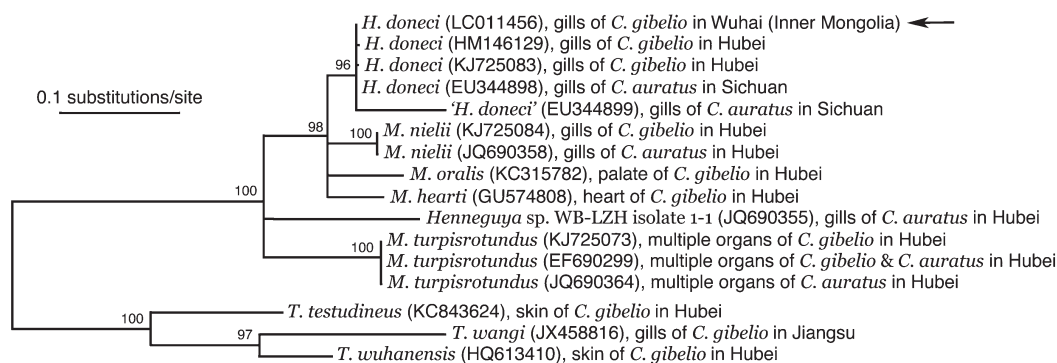 H. doneci (LC011456), gills of C. gibelio in Wuhai (Inner Mongolia)
H. doneci (HM146129), gills of C. gibelio in Hubei
96
H. doneci (KJ725083), gills of C. gibelio in Hubei
H. doneci (EU344898), gills of C. auratus in Sichuan
0.1 substitutions/site
'H. doneci' (EU344899), gills of C. auratus in Sichuan
98
100
M. nielii (KJ725084), gills of C. gibelio in Hubei
M. nielii (JQ690358), gills of C. auratus in Hubei
M. oralis (KC315782), palate of C. gibelio in Hubei
100
M. hearti (GU574808), heart of C. gibelio in Hubei
Henneguya sp. WB-LZH isolate 1-1 (JQ690355), gills of C. auratus in Hubei
100
M. turpisrotundus (KJ725073), multiple organs of C. gibelio in Hubei
M. turpisrotundus (EF690299), multiple organs of C. gibelio & C. auratus in Hubei
M. turpisrotundus (JQ690364), multiple organs of C. auratus in Hubei
100
T. testudineus (KC843624), skin of C. gibelio in Hubei
97
T. wangi (JX458816), gills of C. gibelio in Jiangsu
T. wuhanensis (HQ613410), skin of C. gibelio in Hubei